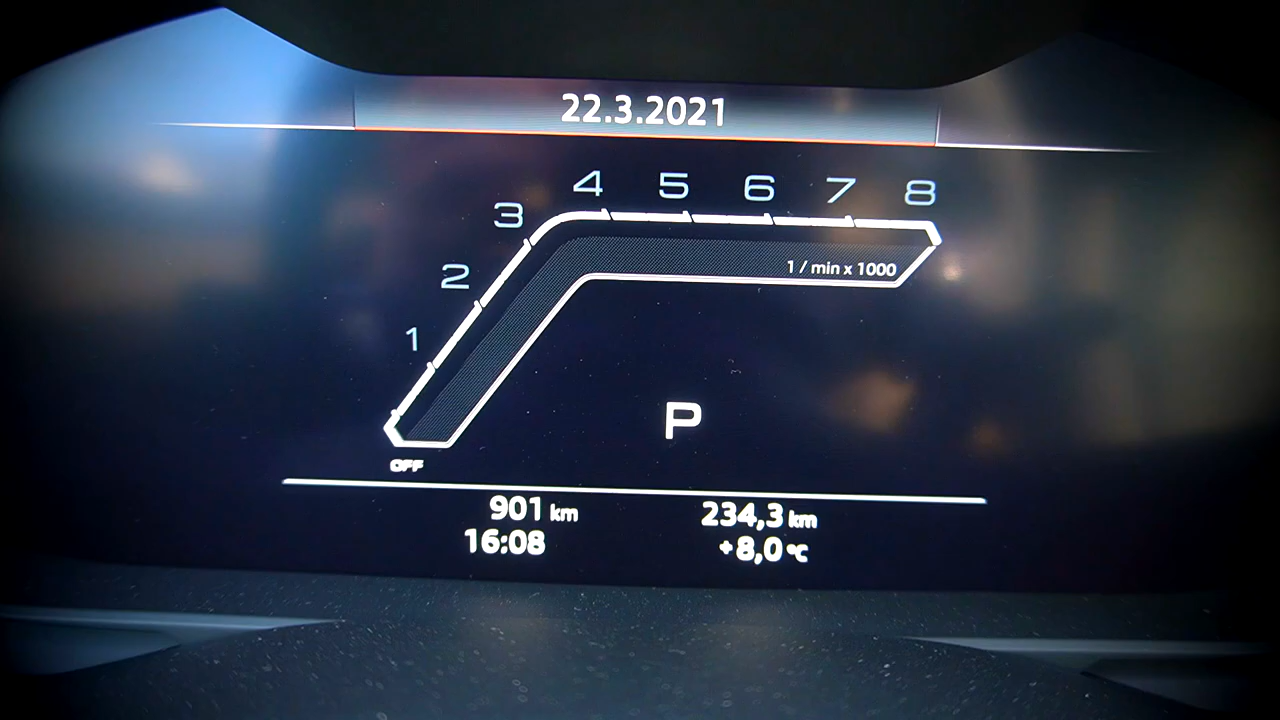 22.3.2021
4 5 6 7 8
3
2
1
1 / min x 1000
P
OFF
901 km 234,3 km
16:08 +8,0 °C